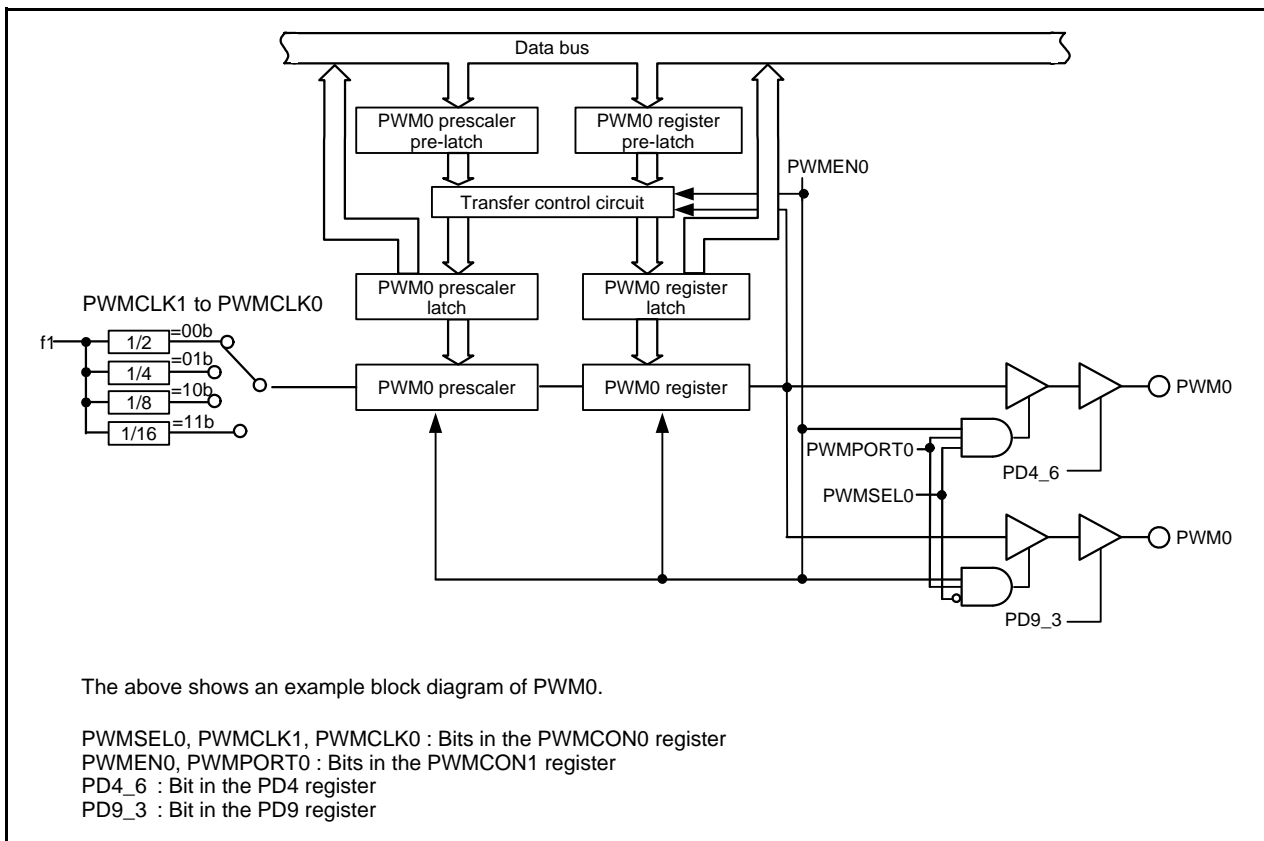 Data bus
PWM0 prescaler
pre-latch
PWM0 register
pre-latch
PWMEN0
Transfer control circuit
PWM0 prescaler
latch
PWM0 register
latch
PWMCLK1 to PWMCLK0
f1
1/2
=00b
1/4
=01b
1/8
=10b
1/16
=11b
PWM0 prescaler
PWM0 register
PWM0
PWMPORT0
PD4_6
PWMSEL0
PWM0
PD9_3
The above shows an example block diagram of PWM0.
PWMSEL0, PWMCLK1, PWMCLK0 : Bits in the PWMCON0 register
PWMEN0, PWMPORT0 : Bits in the PWMCON1 register
PD4_6 : Bit in the PD4 register
PD9_3 : Bit in the PD9 register